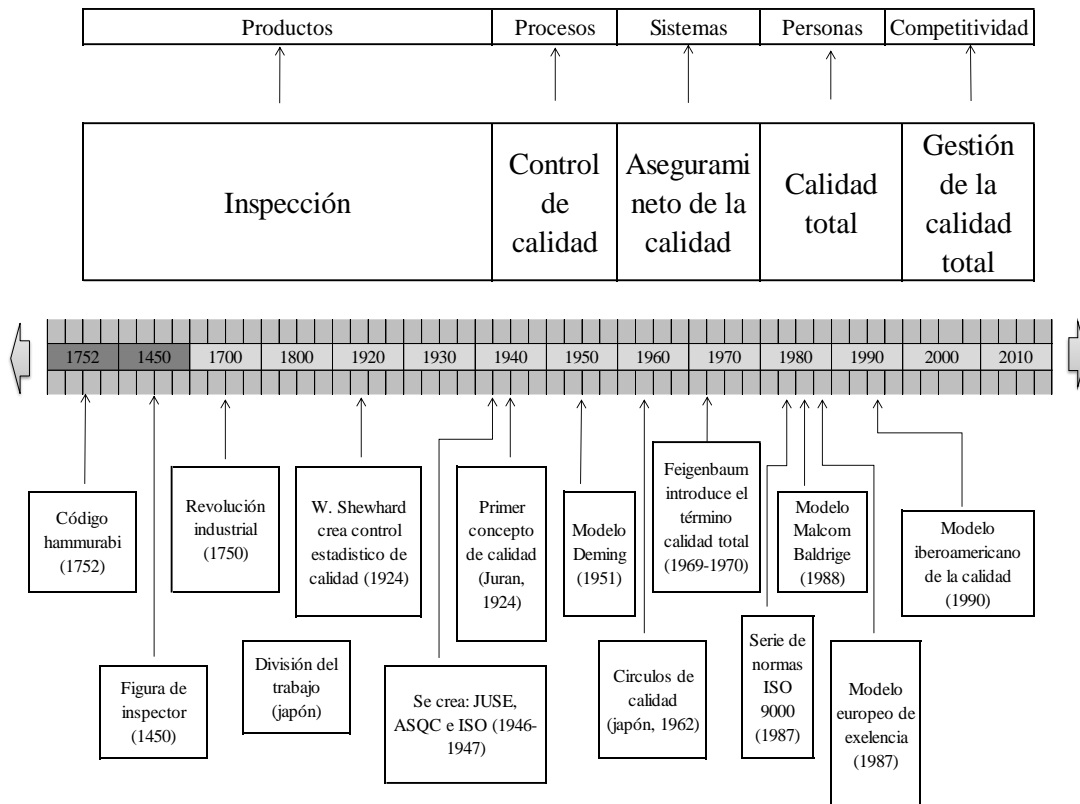 Productos
Procesos
Sistemas
Personas
Competitividad
Inspección
Control
de
calidad
Asegurami
neto de la
calidad
Calidad
total
Gestión
de la
calidad
total
1752
1450
1700
1800
1920
1930
1940
1950
1960
1970
1980
1990
2000
2010
Código
hammurabi
(1752)
Revolución
industrial
(1750)
W. Shewhard
crea control
estadistico de
calidad (1924)
Primer
concepto
de calidad
(Juran,
1924)
Modelo
Deming
(1951)
Feigenbaum
introduce el
término
calidad total
(1969-1970)
Modelo
Malcom
Baldrige
(1988)
Modelo
iberoamericano
de la calidad
(1990)
Figura de
inspector
(1450)
División del
trabajo
(japón)
Se crea: JUSE,
ASQC e ISO (1946-
1947)
Circulos de
calidad
(japón, 1962)
Serie de
normas
ISO
9000
(1987)
Modelo
europeo de
exelencia
(1987)